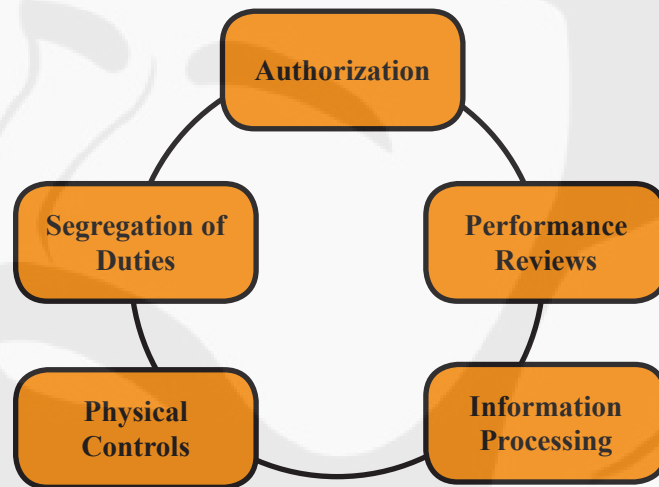 Authorization
Segregation of
Duties
Performance
Reviews
Physical
Controls
Information
Processing